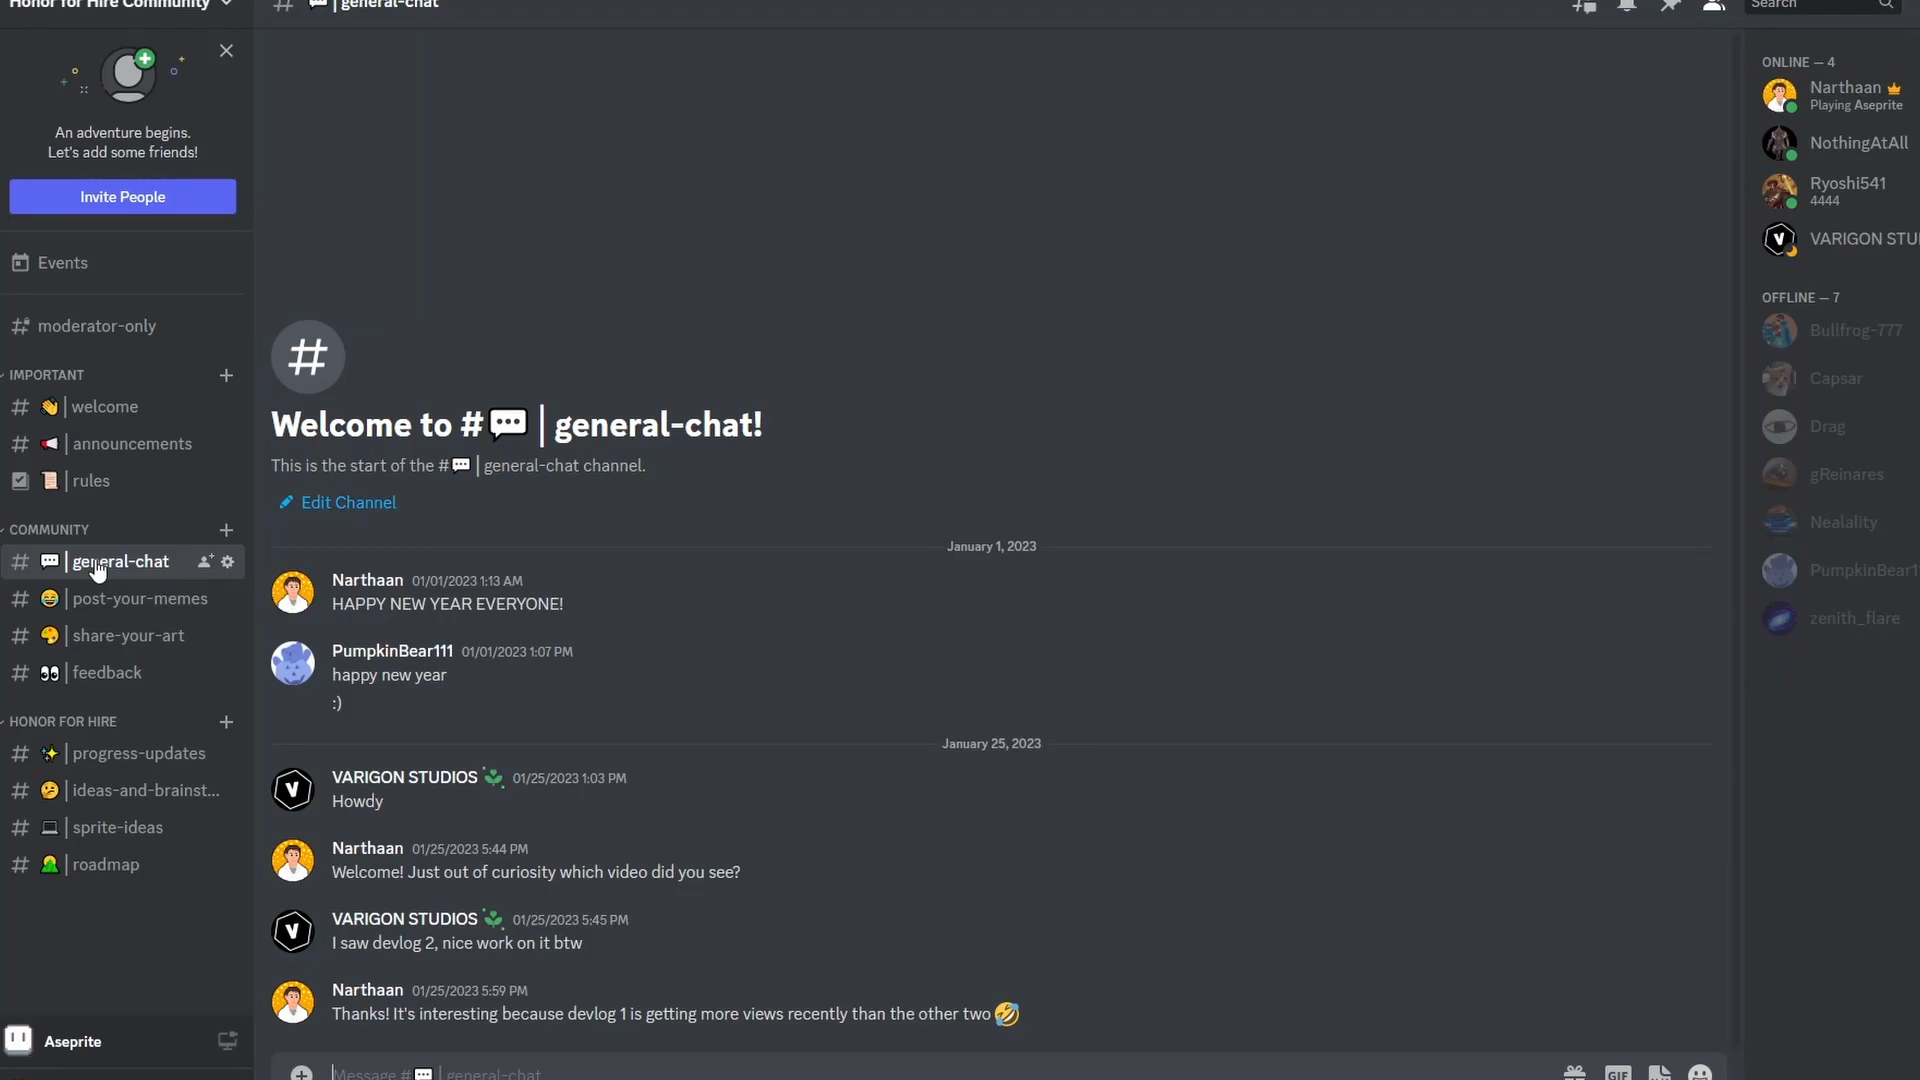 Honor for Hire Community
An adventure begins.
Let's add some friends!
Invite People
Events
moderator-only
IMPORTANT
welcome
announcements
rules
COMMUNITY
general-chat
post-your-memes
share-your-art
feedback
HONOR FOR HIRE
progress-updates
ideas-and-brainst...
sprite-ideas
roadmap
Aseprite
# 💬 | general-chat
#
Welcome to #💬 | general-chat!
This is the start of the #💬 | general-chat channel.
Edit Channel
January 1, 2023
Narthaan 01/01/2023 1:13 AM
HAPPY NEW YEAR EVERYONE!
PumpkinBear111 01/01/2023 1:07 PM
happy new year
:)
January 25, 2023
VARIGON STUDIOS 01/25/2023 1:03 PM
Howdy
Narthaan 01/25/2023 5:44 PM
Welcome! Just out of curiosity which video did you see?
VARIGON STUDIOS 01/25/2023 5:45 PM
I saw devlog 2, nice work on it btw
Narthaan 01/25/2023 5:59 PM
Thanks! It's interesting because devlog 1 is getting more views recently than the other two 🤣
Message #💬 | general-chat
GIF
Search
ONLINE — 4
Narthaan
Playing Aseprite
NothingAtAll
Ryoshi541
4444
V
VARIGON STU
OFFLINE — 7
Bullfrog-777
Capsar
Drag
gReinares
Nealality
PumpkinBear11
zenith_flare